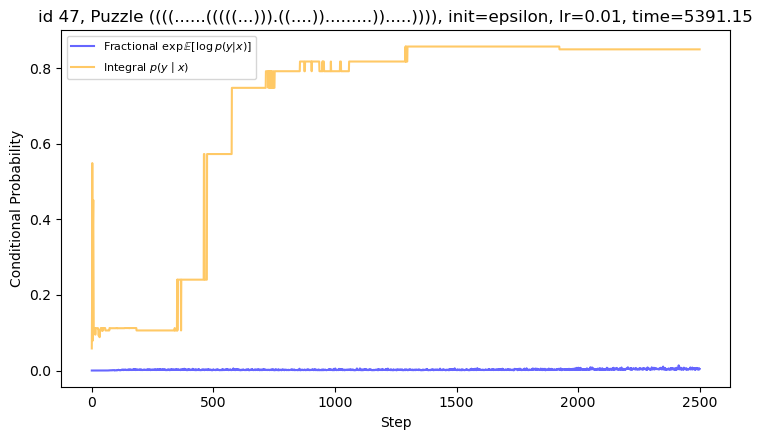 id 47, Puzzle ((((......(((((...))).((....)).........)).....)))), init=epsilon, lr=0.01, time=5391.15
Fractional exp𝔼[log p(y|x)]
Integral p(y | x)
Conditional Probability
0.8
0.6
0.4
0.2
0.0
0 500 1000 1500 2000 2500
Step